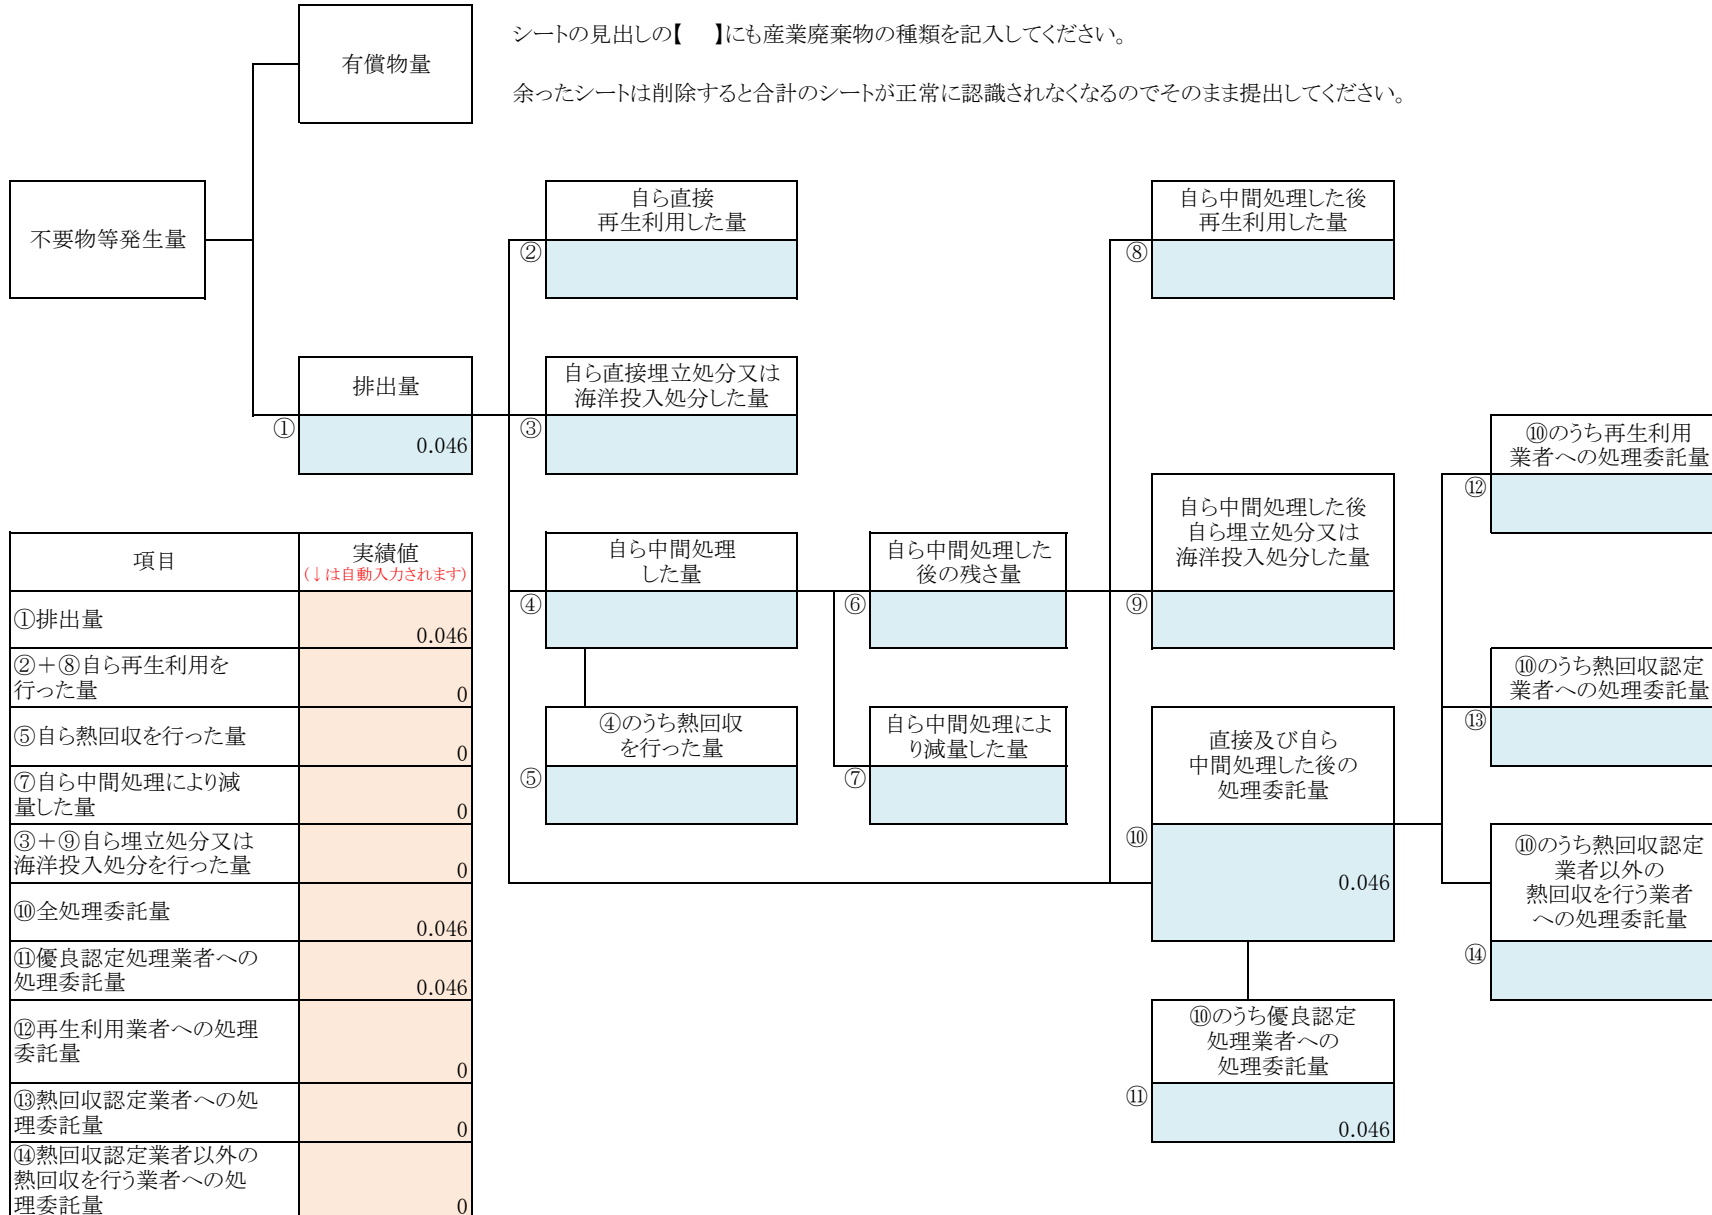 シートの見出しの【　】にも産業廃棄物の種類を記入してください。
余ったシートは削除すると合計のシートが正常に認識されなくなるのでそのまま提出してください。
有償物量
不要物等発生量
自ら直接
再生利用した量
②
自ら中間処理した後
再生利用した量
⑧
排出量
①
0.046
自ら直接埋立処分又は
海洋投入処分した量
③
⑩のうち再生利用
業者への処理委託量
⑫
自ら中間処理
した量
④
自ら中間処理した
後の残さ量
⑥
自ら中間処理した後
自ら埋立処分又は
海洋投入処分した量
⑨
⑩のうち熱回収認定
業者への処理委託量
⑬
④のうち熱回収
を行った量
⑤
自ら中間処理によ
り減量した量
⑦
直接及び自ら
中間処理した後の
処理委託量
⑩
0.046
⑩のうち熱回収認定
業者以外の
熱回収を行う業者
への処理委託量
⑭
⑩のうち優良認定
処理業者への
処理委託量
⑪
0.046
項目
実績値
(↓は自動入力されます)
①排出量
0.046
②+⑧自ら再生利用を
行った量
0
⑤自ら熱回収を行った量
0
⑦自ら中間処理により減
量した量
0
③+⑨自ら埋立処分又は
海洋投入処分を行った量
0
⑩全処理委託量
0.046
⑪優良認定処理業者への
処理委託量
0.046
⑫再生利用業者への処理
委託量
0
⑬熱回収認定業者への処
理委託量
0
⑭熱回収認定業者以外の
熱回収を行う業者への処
理委託量
0